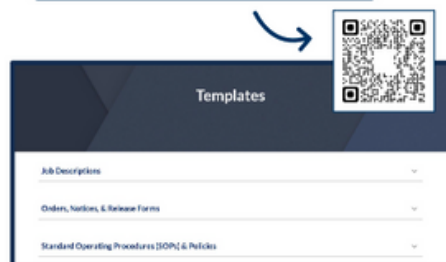 Templates
Job Descriptions
Orders, Notices, & Release Forms
Standard Operating Procedures (SOPs) & Policies